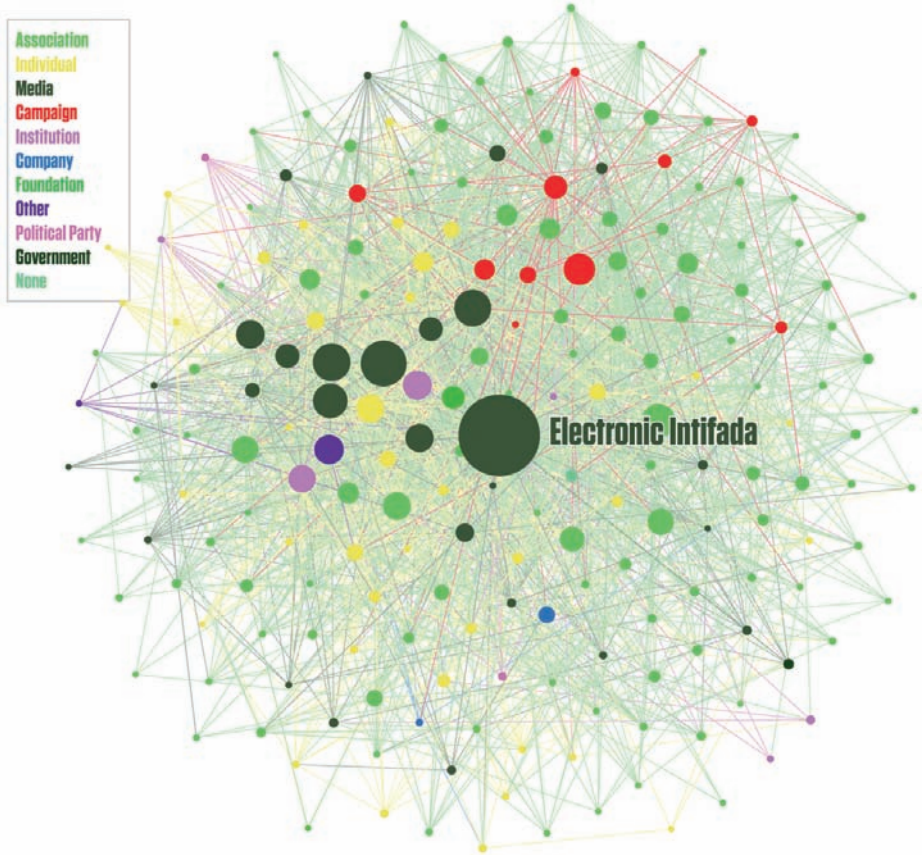 Association
Individual
Media
Campaign
Institution
Company
Foundation
Other
Political Party
Government
None
Electronic Intifada